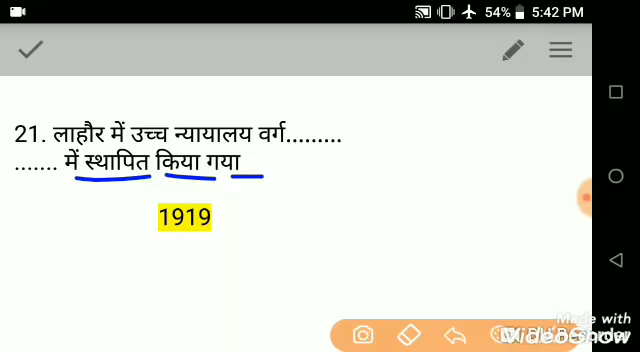 54% 5:42 PM
21. लाहौर में उच्च न्यायालय वर्ग.........
....... में स्थापित किया गया
1919
Made with
VideoShow